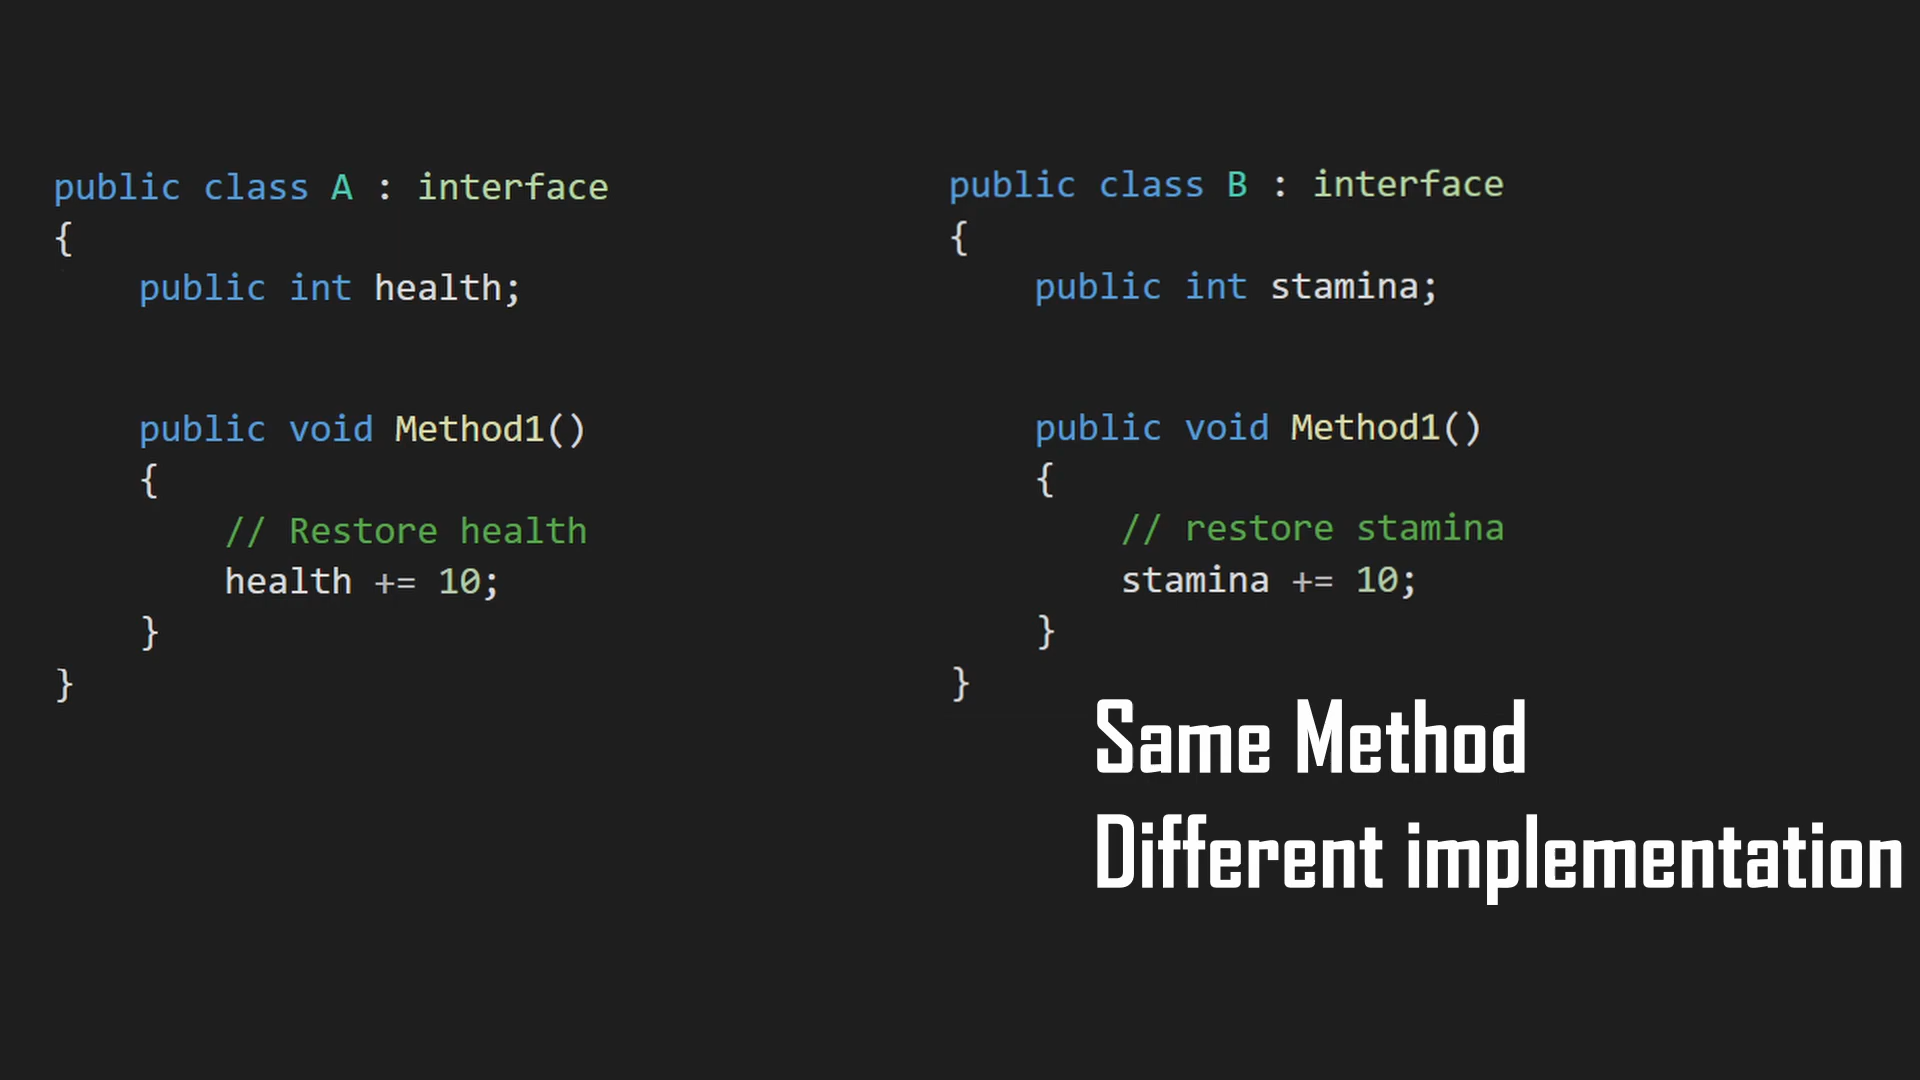 public class A : interface
{
    public int health;
    public void Method1()
    {
        // Restore health
        health += 10;
    }
}
public class B : interface
{
    public int stamina;
    public void Method1()
    {
        // restore stamina
        stamina += 10;
    }
}
Same Method
Different implementation